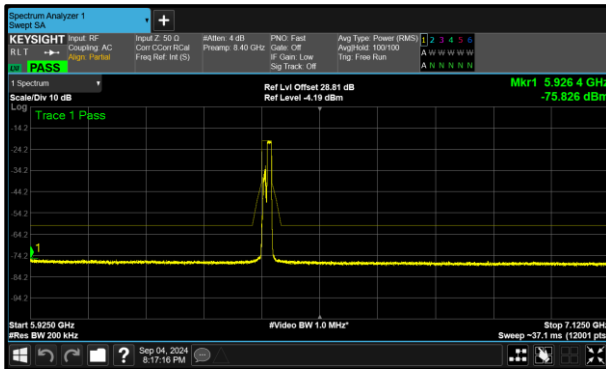 Spectrum Analyzer 1
Swept SA
KEYSIGHT
RLT
PASS
Input: RF
Coupling: AC
Align: Partial
Input Z: 50 Ω
Corr CCorr RCal
Freq Ref: Int (S)
#Atten: 4 dB
Preamp: 8.40 GHz
PNO: Fast
Gate: Off
IF Gain: Low
Sig Track: Off
Avg Type: Power (RMS)
Avg|Hold: 100/100
Trig: Free Run
1 2 3 4 5 6
A W W W W W
A N N N N N
1 Spectrum
Scale/Div 10 dB
Ref Lvl Offset 28.81 dB
Ref Level -4.19 dBm
Mkr1 5.926 4 GHz
-75.826 dBm
Log
Trace 1 Pass
-14.2
-24.2
-34.2
-44.2
-54.2
-64.2
-74.2
-84.2
-94.2
1
Start 5.9250 GHz
#Res BW 200 kHz
#Video BW 1.0 MHz*
Stop 7.1250 GHz
Sweep ~37.1 ms (12001 pts)
?
Sep 04, 2024
8:17:16 PM